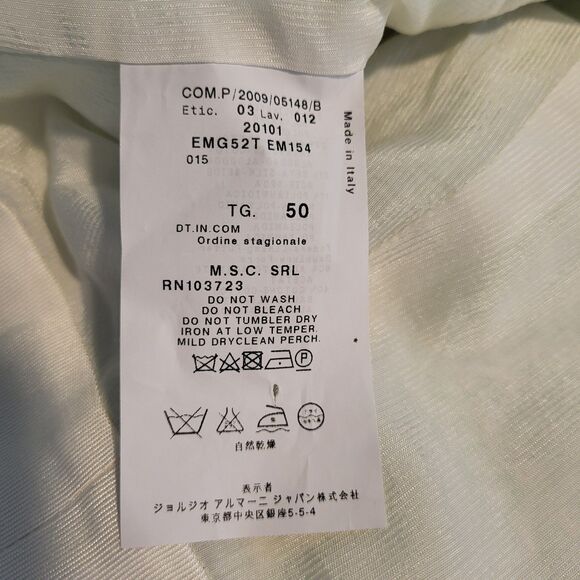 COM.P/2009/05148/B
Etic. 03 Lav. 012
20101
EMG52T EM154
015
Made in Italy
TG. 50
DT.IN.COM
Ordine stagionale
M.S.C. SRL
RN103723
DO NOT WASH
DO NOT BLEACH
DO NOT TUMBLER DRY
IRON AT LOW TEMPER.
MILD DRYCLEAN PERCH.
P
自然乾燥
表示者
ジョルジオ アルマーニ ジャパン株式会社
東京都中央区銀座5-5-4